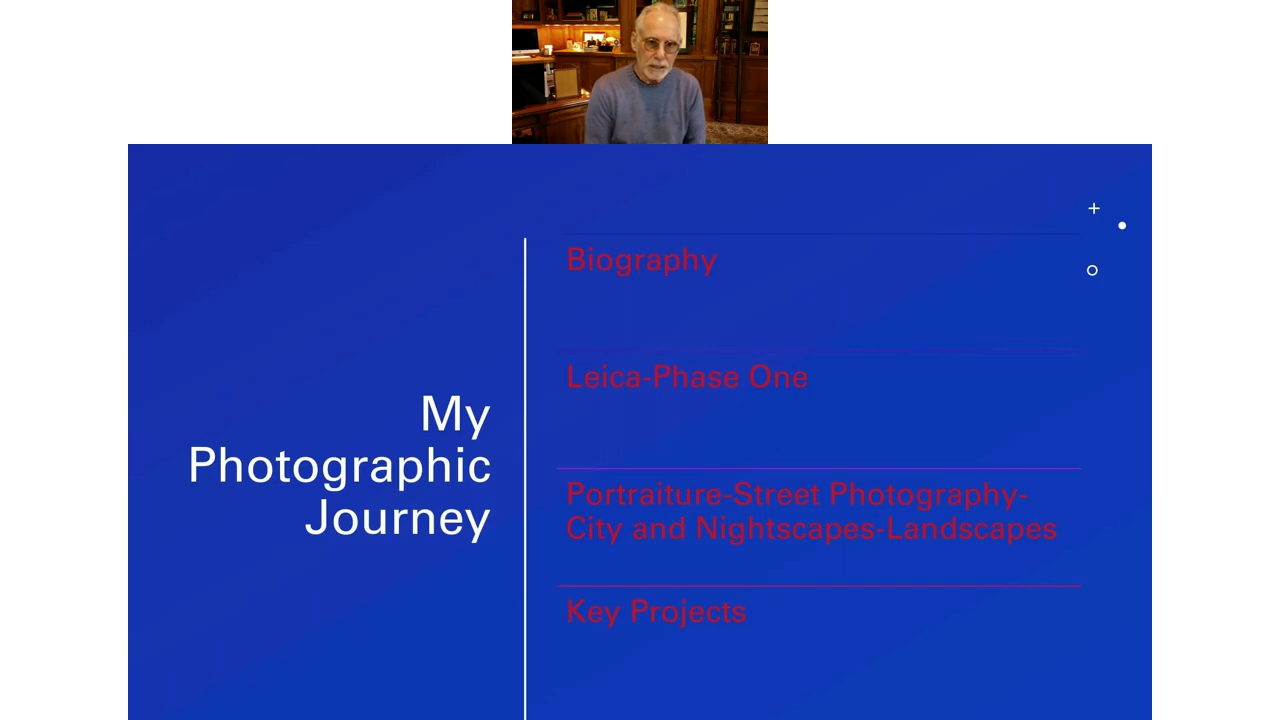 My
Photographic
Journey
Biography
Leica-Phase One
Portraiture-Street Photography-
City and Nightscapes-Landscapes
Key Projects